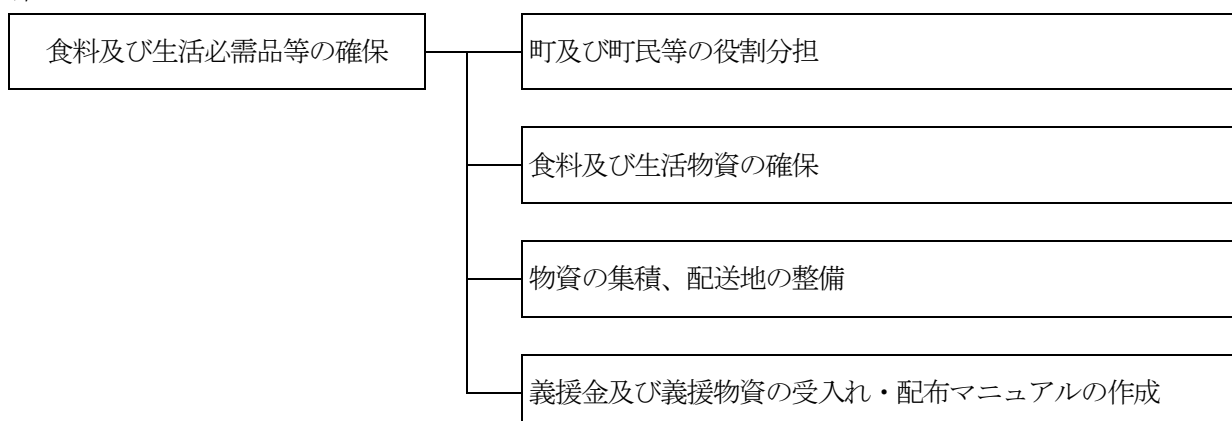 食料及び生活必需品等の確保
町及び町民等の役割分担
食料及び生活物資の確保
物資の集積、配送地の整備
義援金及び義援物資の受入れ・配布マニュアルの作成